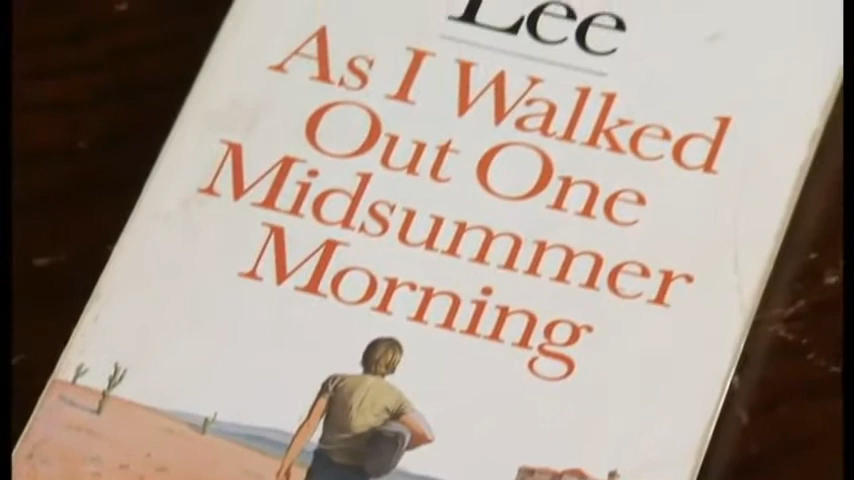 Lee
As I Walked
Out One
Midsummer
Morning